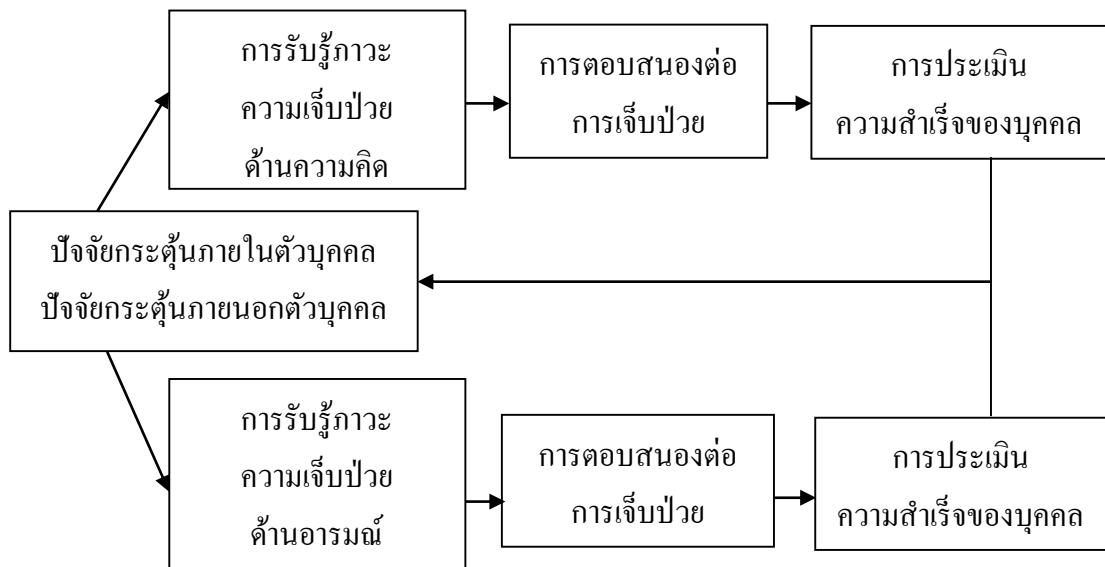 การรับรู้ภาวะ
ความเจ็บป่วย
ด้านความคิด
การตอบสนองต่อ
การเจ็บป่วย
การประเมิน
ความสำเร็จของบุคคล
ปัจจัยกระตุ้นภายในตัวบุคคล
ปัจจัยกระตุ้นภายนอกตัวบุคคล
การรับรู้ภาวะ
ความเจ็บป่วย
ด้านอารมณ์
การตอบสนองต่อ
การเจ็บป่วย
การประเมิน
ความสำเร็จของบุคคล